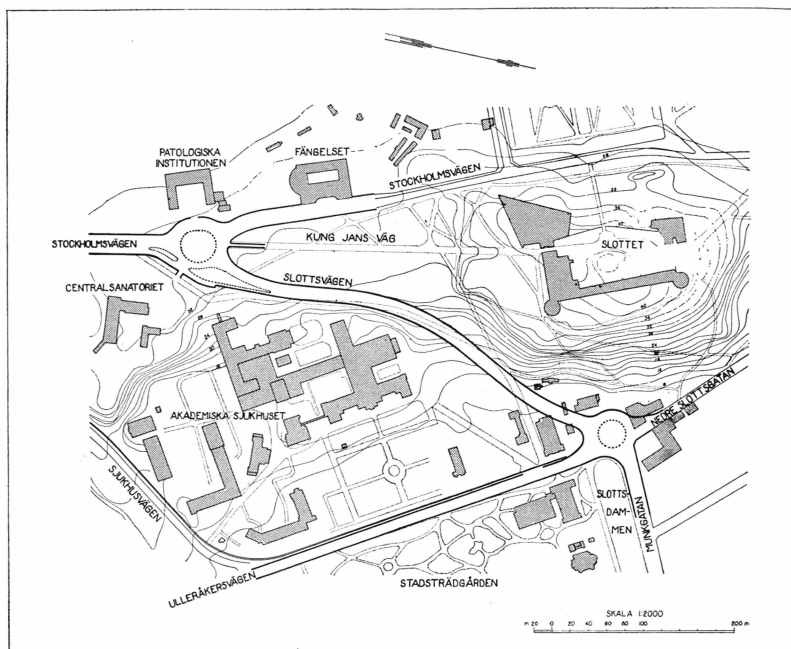 PATOLOGISKA
INSTITUTIONEN
FÄNGELSET
STOCKHOLMSVÄGEN
STOCKHOLMSVÄGEN
KUNG JANS VÄG
SLOTTET
SLOTTSVÄGEN
CENTRALSANATORIET
AKADEMISKA SJUKHUSET
NEDRE SLOTTSGATAN
SJUKHUSVÄGEN
SLOTTS-
DAM-
MEN
MUNKGATAN
ULLERÅKERSVÄGEN
STADSTRÄDGÅRDEN
SKALA 1:2000
M 20 0 20 40 60 80 100 200 m